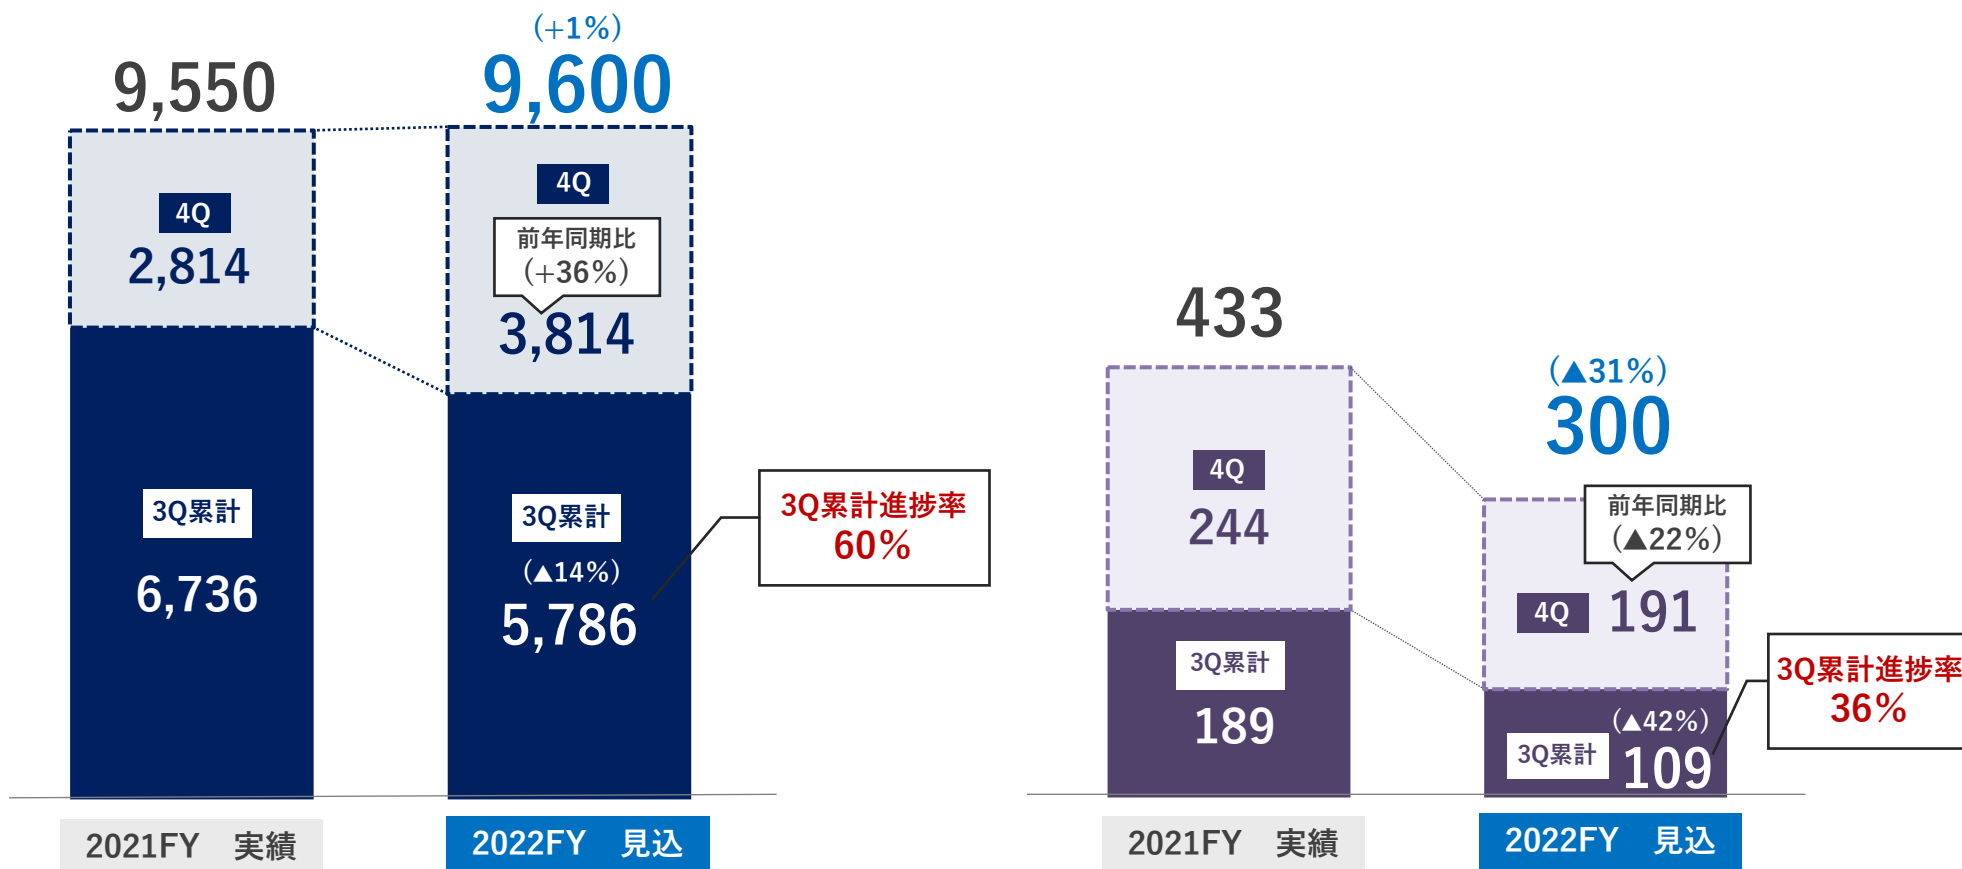 9,550
4Q
2,814
3Q累計
6,736
2021FY 実績
(+1%)
9,600
4Q
前年同期比
(+36%)
3,814
3Q累計
(▲14%)
5,786
2022FY 見込
3Q累計進捗率
60%
433
4Q
244
3Q累計
189
2021FY 実績
(▲31%)
300
前年同期比
(▲22%)
4Q 191
(▲42%)
3Q累計 109
2022FY 見込
3Q累計進捗率
36%